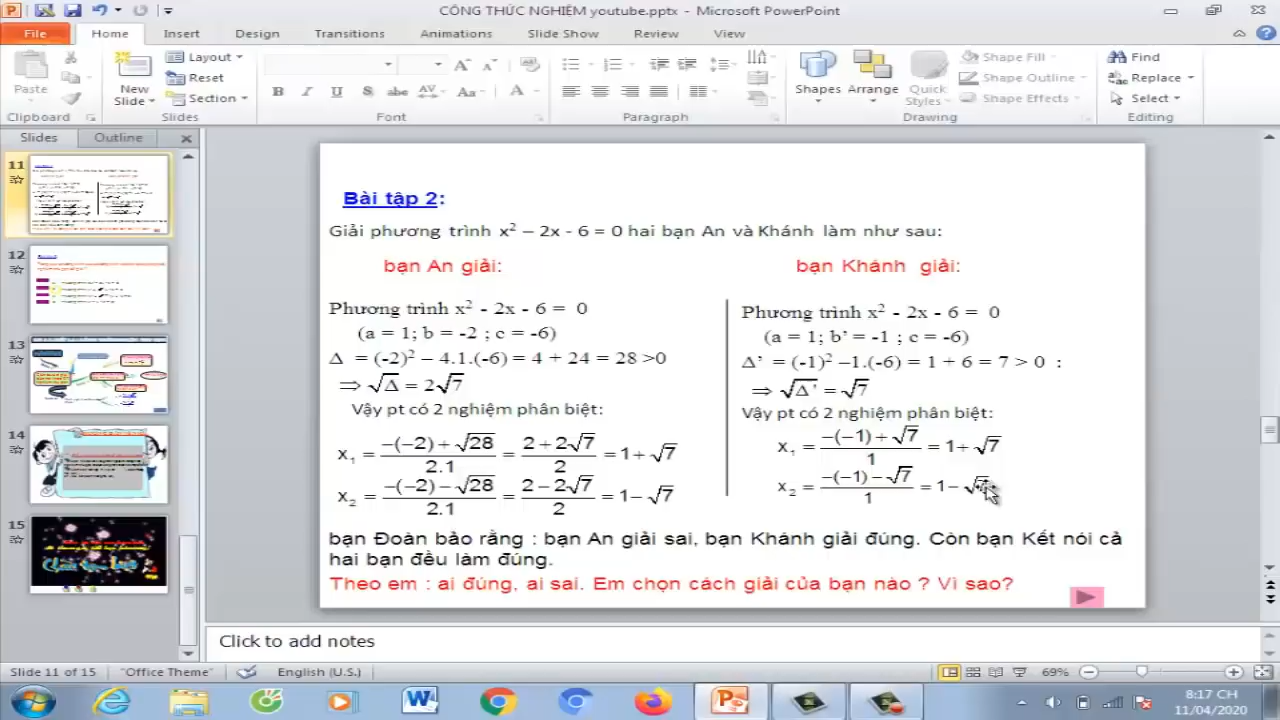 CÔNG THỨC NGHIỆM youtube.pptx - Microsoft PowerPoint
File Home Insert Design Transitions Animations Slide Show Review View
Paste
Clipboard
New Slide
Layout
Reset
Section
Slides
B I U S abc AV Aa A
Font
Paragraph
Shapes
Arrange
Quick Styles
Shape Fill
Shape Outline
Shape Effects
Drawing
Find
Replace
Select
Editing
Slides Outline
11
12
13
14
15
Bài tập 2:
Giải phương trình x² – 2x - 6 = 0 hai bạn An và Khánh làm như sau:
bạn An giải:
Phương trình x² - 2x - 6 = 0
(a = 1; b = -2 ; c = -6)
Δ = (-2)² – 4.1.(-6) = 4 + 24 = 28 >0
⇒ √Δ = 2√7
Vậy pt có 2 nghiệm phân biệt:
x₁ = (−(−2) + √28)/2.1 = (2 + 2√7)/2 = 1 + √7
x₂ = (−(−2) − √28)/2.1 = (2 − 2√7)/2 = 1 − √7
bạn Khánh giải:
Phương trình x² - 2x - 6 = 0
(a = 1; b' = -1 ; c = -6)
Δ' = (-1)² –1.(-6) = 1 + 6 = 7 > 0 :
⇒ √Δ' = √7
Vậy pt có 2 nghiệm phân biệt:
x₁ = (−(−1) + √7)/1 = 1 + √7
x₂ = (−(−1) − √7)/1 = 1 − √7
bạn Đoàn bảo rằng : bạn An giải sai, bạn Khánh giải đúng. Còn bạn Kết nói cả
hai bạn đều làm đúng.
Theo em : ai đúng, ai sai. Em chọn cách giải của bạn nào ? Vì sao?
Click to add notes
Slide 11 of 15 "Office Theme" English (U.S.) 69%
8:17 CH
11/04/2020